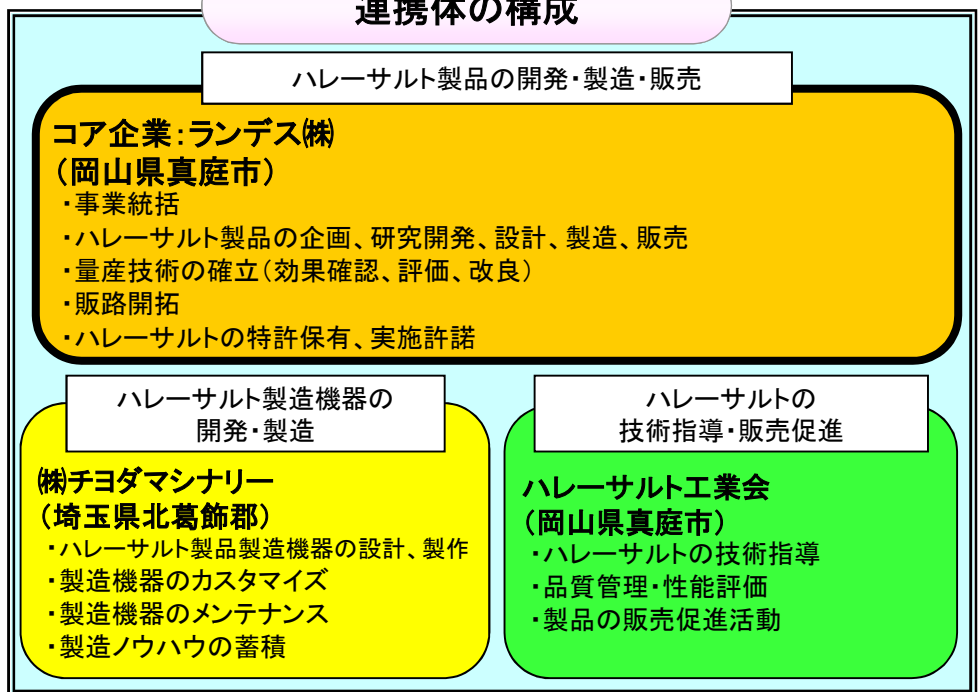 連携体の構成
ハレーサルト製品の開発・製造・販売
コア企業：ランデス㈱
（岡山県真庭市）
・事業統括
・ハレーサルト製品の企画、研究開発、設計、製造、販売
・量産技術の確立（効果確認、評価、改良）
・販路開拓
・ハレーサルトの特許保有、実施許諾
ハレーサルト製造機器の
開発・製造
㈱チヨダマシナリー
（埼玉県北葛飾郡）
・ハレーサルト製品製造機器の設計、製作
・製造機器のカスタマイズ
・製造機器のメンテナンス
・製造ノウハウの蓄積
ハレーサルトの
技術指導・販売促進
ハレーサルト工業会
（岡山県真庭市）
・ハレーサルトの技術指導
・品質管理・性能評価
・製品の販売促進活動